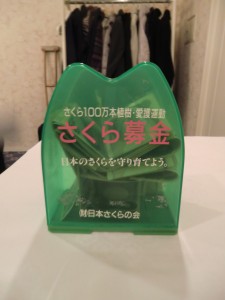 さくら100万本植樹・愛護運動
さくら募金
日本のさくらを守り育てよう。
㈶日本さくらの会